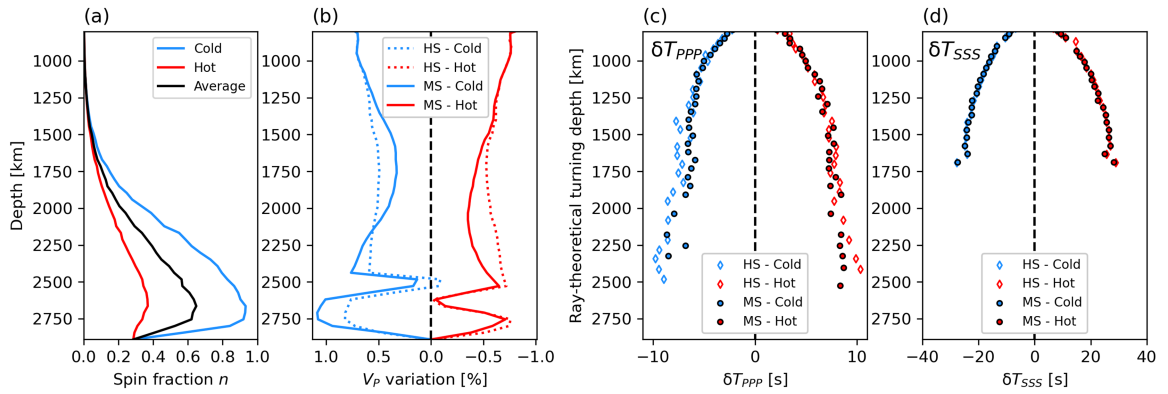 (a)
(b)
(c)
(d)
Cold
Hot
Average
HS - Cold
HS - Hot
MS - Cold
MS - Hot
δT_PPP
δT_SSS
Depth [km]
1000
1250
1500
1750
2000
2250
2500
2750
0.0 0.2 0.4 0.6 0.8 1.0
Spin fraction n
1000
1250
1500
1750
2000
2250
2500
2750
1.0 0.5 0.0 −0.5 −1.0
V_P variation [%]
Ray-theoretical turning depth [km]
1000
1250
1500
1750
2000
2250
2500
2750
HS - Cold
HS - Hot
MS - Cold
MS - Hot
−10 −5 0 5 10
δT_PPP [s]
1000
1250
1500
1750
2000
2250
2500
2750
HS - Cold
HS - Hot
MS - Cold
MS - Hot
−40 −20 0 20 40
δT_SSS [s]